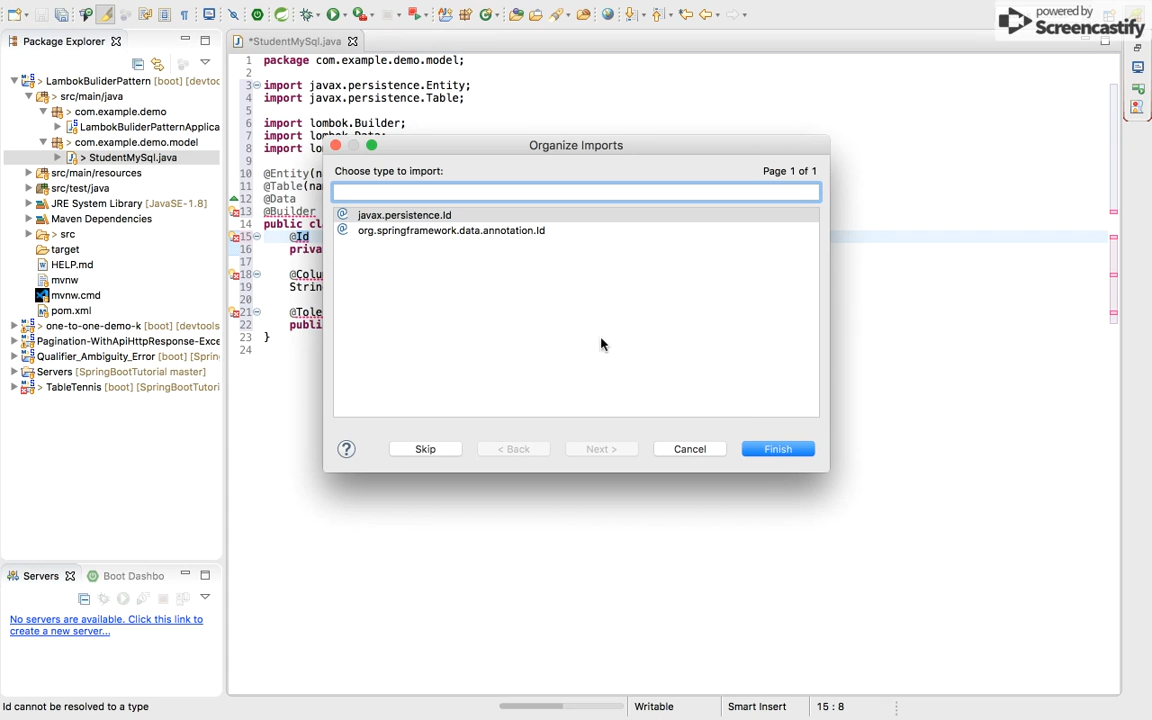 powered by
Screencastify
Package Explorer
*StudentMySql.java
> LambokBuliderPattern [boot] [devtoo
> src/main/java
> com.example.demo
LambokBuliderPatternApplica
> com.example.demo.model
> StudentMySql.java
src/main/resources
src/test/java
JRE System Library [JavaSE-1.8]
Maven Dependencies
> src
target
HELP.md
mvnw
mvnw.cmd
pom.xml
> one-to-one-demo-k [boot] [devtools
Pagination-WithApiHttpResponse-Exce
Qualifier_Ambiguity_Error [boot] [Sprin
Servers [SpringBootTutorial master]
> TableTennis [boot] [SpringBootTutori
1 package com.example.demo.model;
2
3 import javax.persistence.Entity;
4 import javax.persistence.Table;
5
6 import lombok.Builder;
7 import lombok.Data;
8 import lo
9
10 @Entity(n
11 @Table(na
12 @Data
13 @Builder
14 public cl
15 @Id
16 priva
17
18 @Colu
19 Strin
20
21 @Tole
22 publi
23 }
24
Organize Imports
Choose type to import:
Page 1 of 1
javax.persistence.Id
org.springframework.data.annotation.Id
? Skip < Back Next > Cancel Finish
Servers
Boot Dashbo
No servers are available. Click this link to
create a new server...
Id cannot be resolved to a type
Writable
Smart Insert
15 : 8